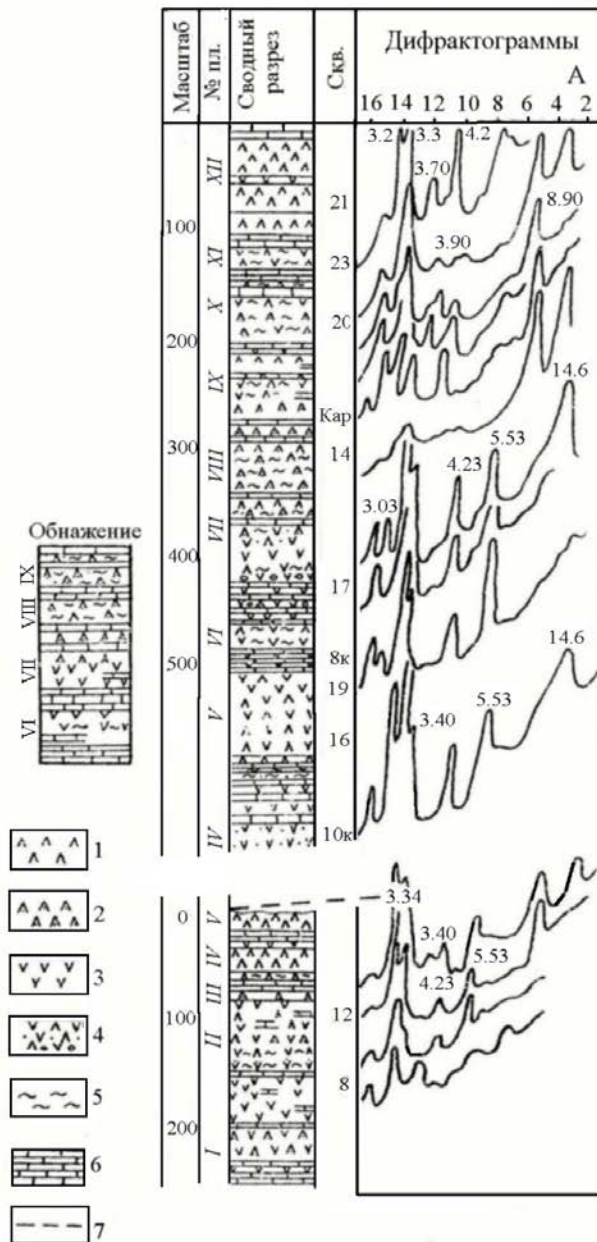 Масштаб
№ пл.
Сводный разрез
Скв.
Дифрактограммы
А
16 14 12 10 8 6 4 2
3.2 3.3 4.2
3.70
XII
21
100
8.90
3.90
XI
23
X
20
200
IX
14.6
Кар
300
14
5.53
VIII
4.23
3.03
VII
Обнажение
400
IX
17
VIII
VI
8к
500
VII
19
14.6
5.53
V
3.40
16
VI
IV
10к
1
0
V
3.34
2
3.40
IV
5.53
3
III
4.23
100
12
II
4
8
5
200
I
6
7